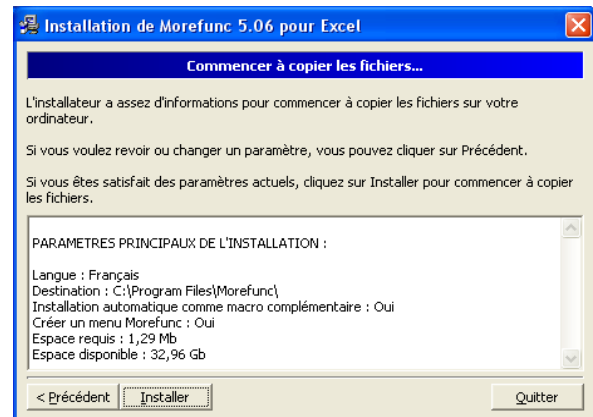 Installation de Morefunc 5.06 pour Excel
Commencer à copier les fichiers...
L'installateur a assez d'informations pour commencer à copier les fichiers sur votre
ordinateur.
Si vous voulez revoir ou changer un paramètre, vous pouvez cliquer sur Précédent.
Si vous êtes satisfait des paramètres actuels, cliquez sur Installer pour commencer à copier
les fichiers.
PARAMETRES PRINCIPAUX DE L'INSTALLATION :
Langue : Français
Destination : C:\Program Files\Morefunc\
Installation automatique comme macro complémentaire : Oui
Créer un menu Morefunc : Oui
Espace requis : 1,29 Mb
Espace disponible : 32,96 Gb
< Précédent Installer Quitter